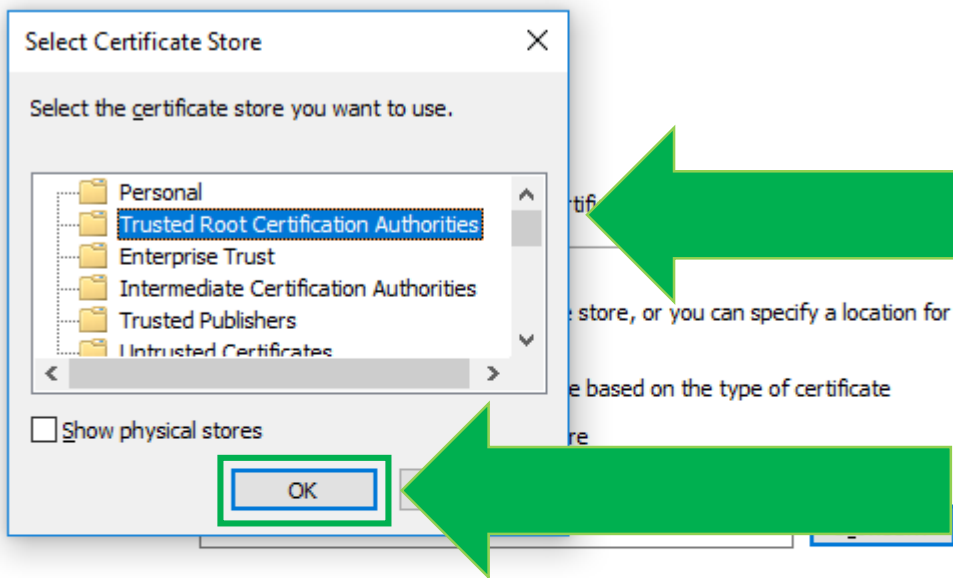 Select Certificate Store
Select the certificate store you want to use.
Personal
Trusted Root Certification Authorities
Enterprise Trust
Intermediate Certification Authorities
Trusted Publishers
Untrusted Certificates
store, or you can specify a location for
based on the type of certificate
Show physical stores
OK